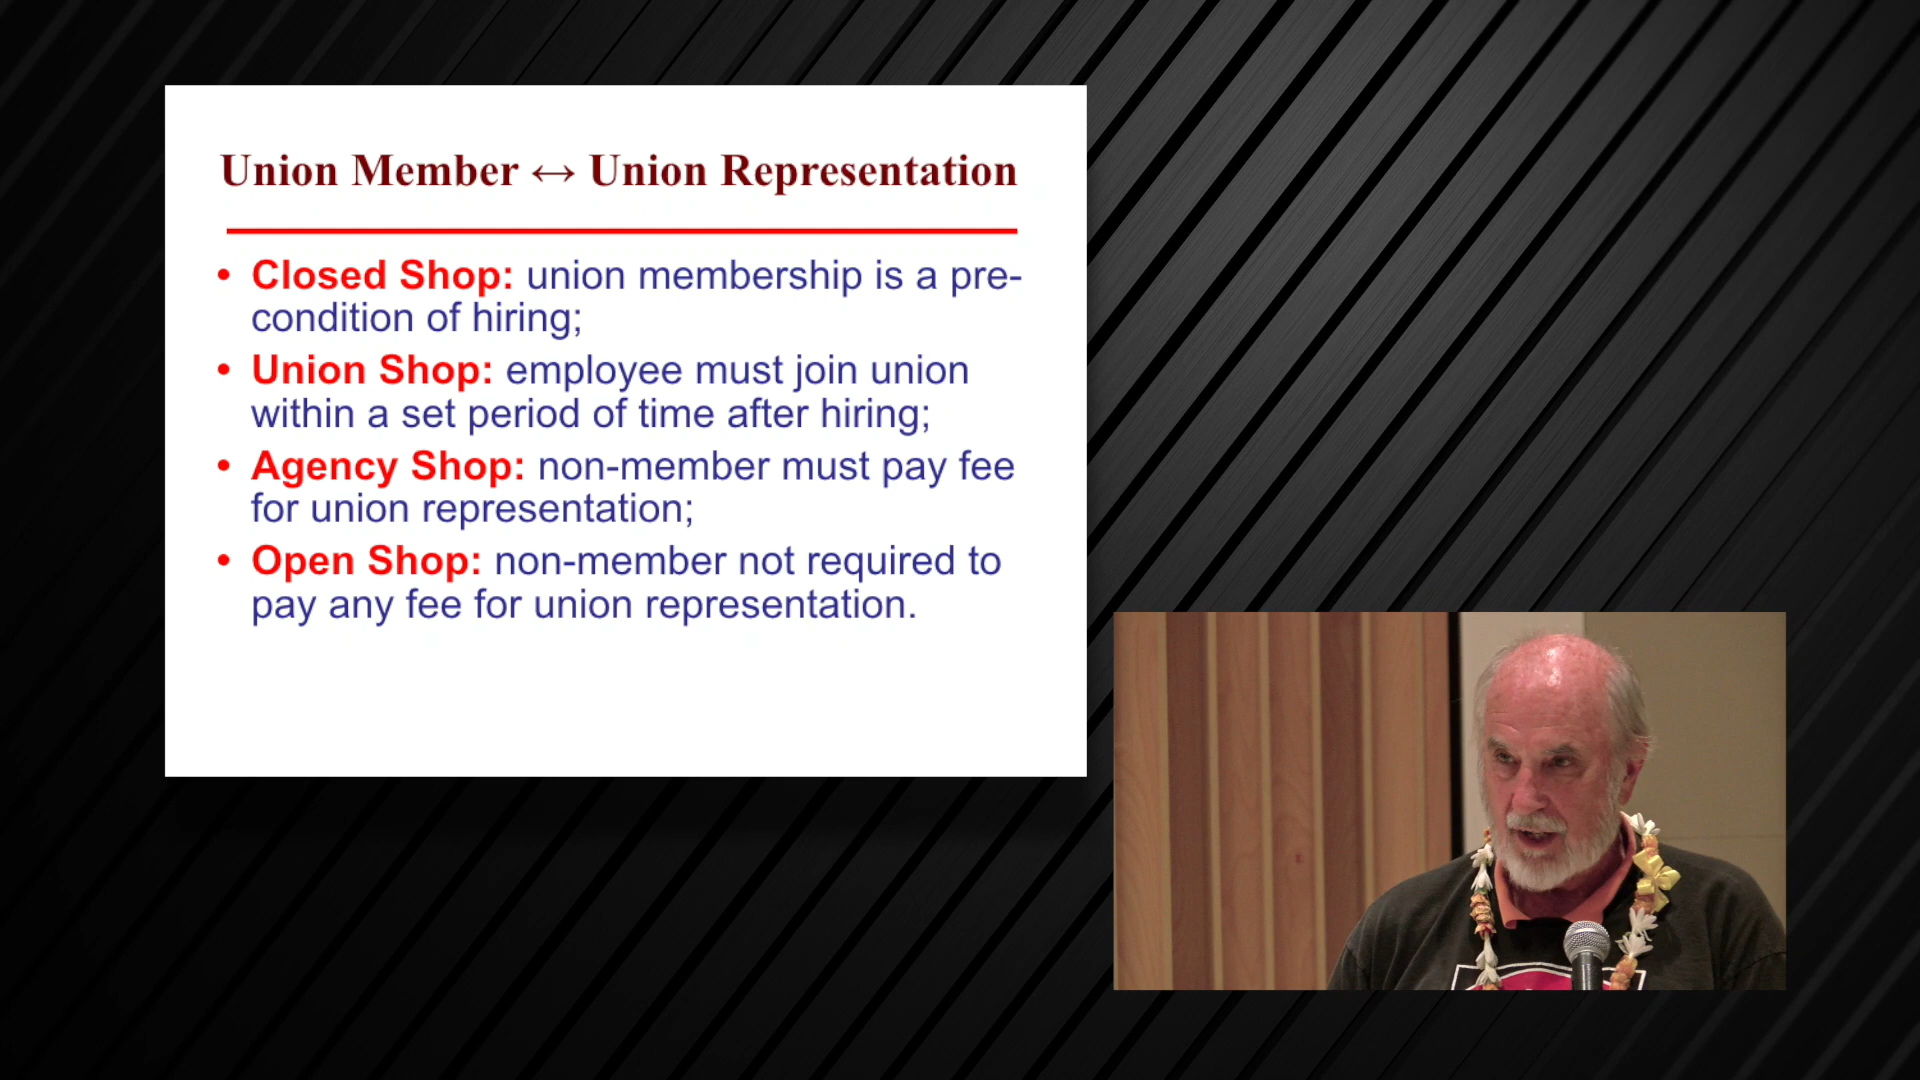 Union Member ↔ Union Representation
• Closed Shop: union membership is a pre-
condition of hiring;
• Union Shop: employee must join union
within a set period of time after hiring;
• Agency Shop: non-member must pay fee
for union representation;
• Open Shop: non-member not required to
pay any fee for union representation.